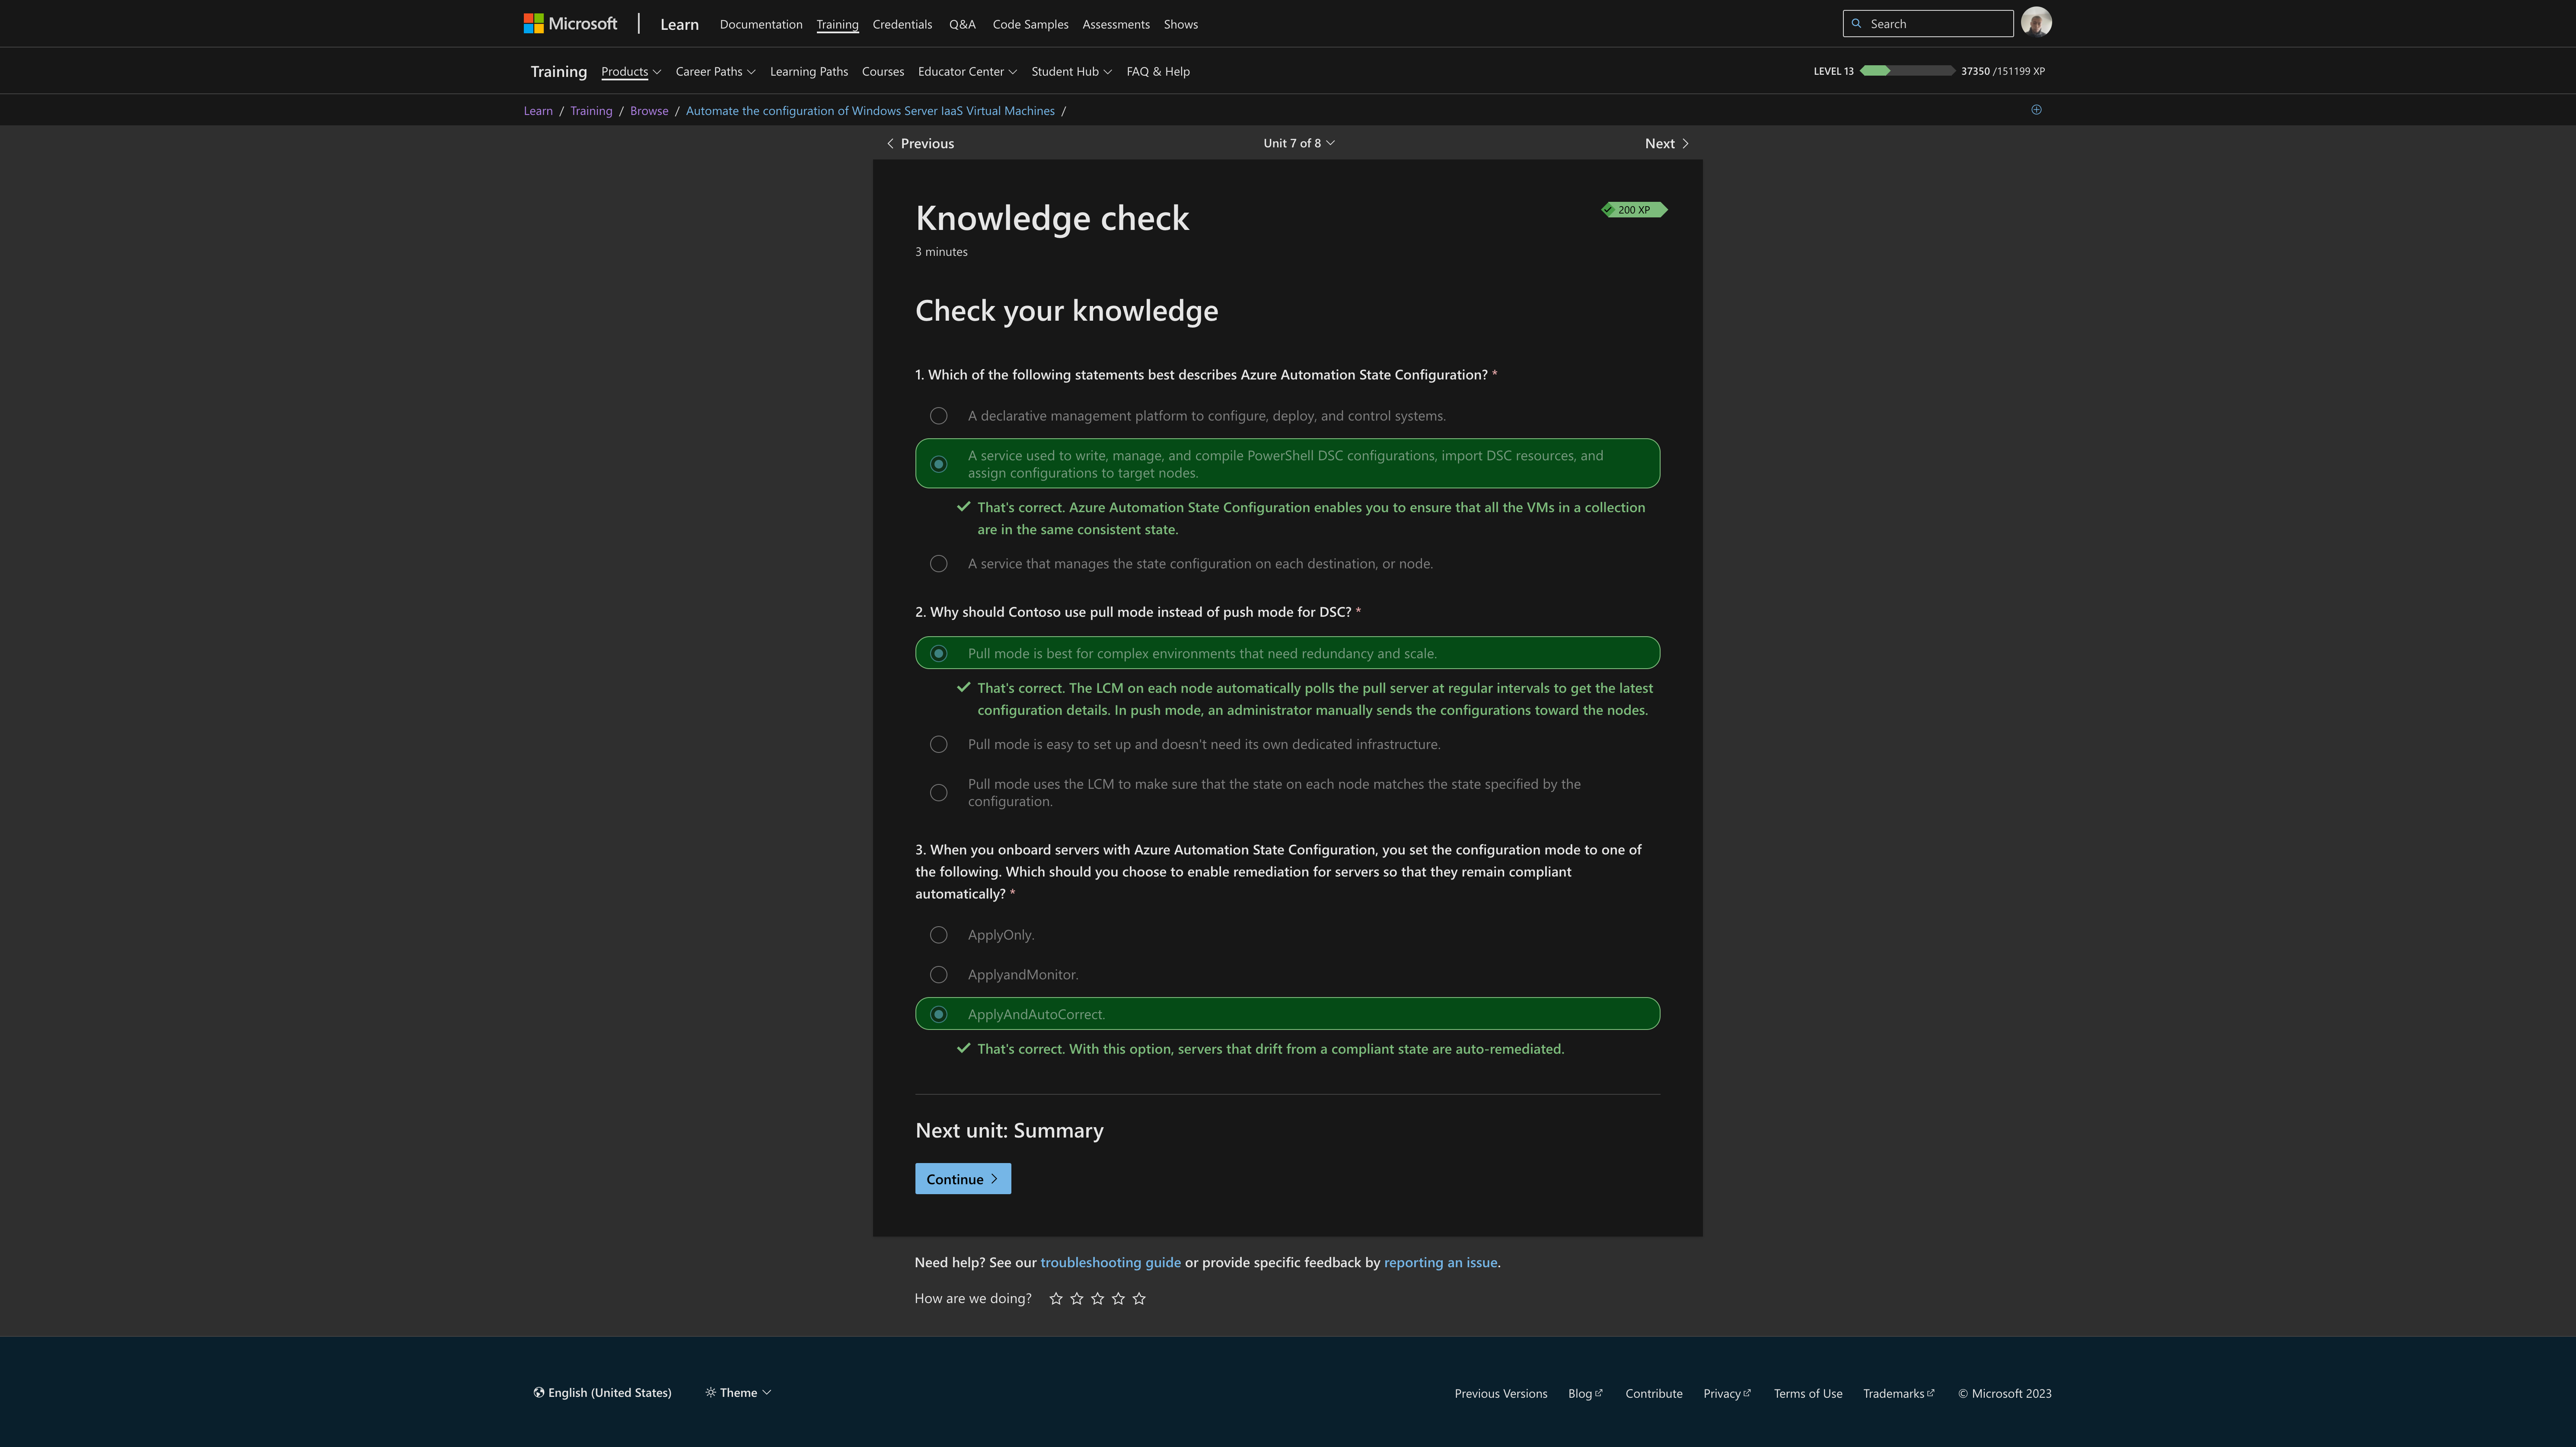 Microsoft
Learn
Documentation
Training
Credentials
Q&A
Code Samples
Assessments
Shows
Search
Training
Products
Career Paths
Learning Paths
Courses
Educator Center
Student Hub
FAQ & Help
LEVEL 13
37350 /151199 XP
Learn / Training / Browse / Automate the configuration of Windows Server IaaS Virtual Machines /
Previous
Unit 7 of 8
Next
Knowledge check
200 XP
3 minutes
Check your knowledge
1. Which of the following statements best describes Azure Automation State Configuration? *
A declarative management platform to configure, deploy, and control systems.
A service used to write, manage, and compile PowerShell DSC configurations, import DSC resources, and
assign configurations to target nodes.
That's correct. Azure Automation State Configuration enables you to ensure that all the VMs in a collection
are in the same consistent state.
A service that manages the state configuration on each destination, or node.
2. Why should Contoso use pull mode instead of push mode for DSC? *
Pull mode is best for complex environments that need redundancy and scale.
That's correct. The LCM on each node automatically polls the pull server at regular intervals to get the latest
configuration details. In push mode, an administrator manually sends the configurations toward the nodes.
Pull mode is easy to set up and doesn't need its own dedicated infrastructure.
Pull mode uses the LCM to make sure that the state on each node matches the state specified by the
configuration.
3. When you onboard servers with Azure Automation State Configuration, you set the configuration mode to one of
the following. Which should you choose to enable remediation for servers so that they remain compliant
automatically? *
ApplyOnly.
ApplyandMonitor.
ApplyAndAutoCorrect.
That's correct. With this option, servers that drift from a compliant state are auto-remediated.
Next unit: Summary
Continue
Need help? See our troubleshooting guide or provide specific feedback by reporting an issue.
How are we doing?
English (United States)
Theme
Previous Versions
Blog
Contribute
Privacy
Terms of Use
Trademarks
© Microsoft 2023